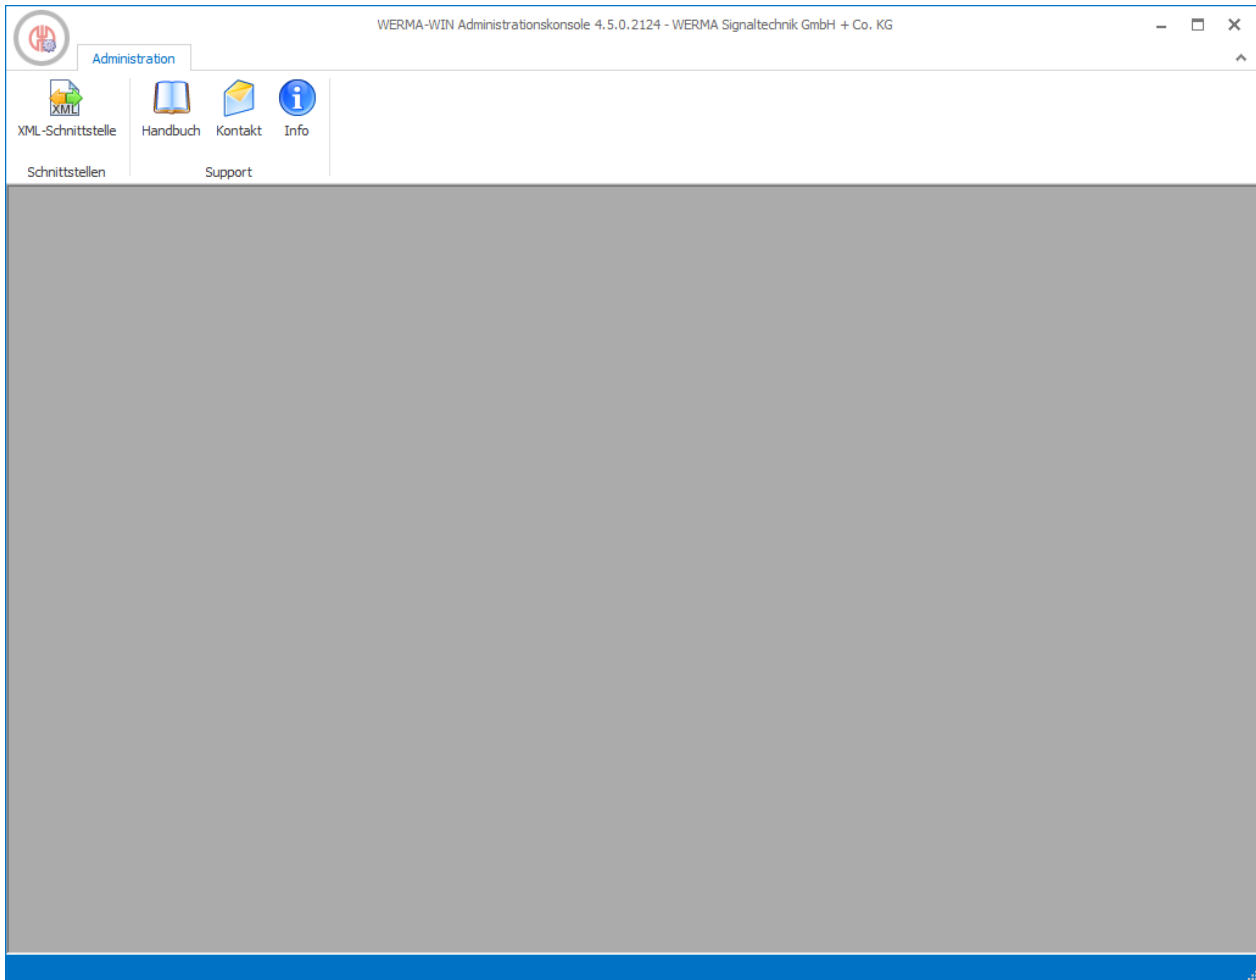 WERMA-WIN Administrationskonsole 4.5.0.2124 - WERMA Signaltechnik GmbH + Co. KG
Administration
XML
XML-Schnittstelle Handbuch Kontakt Info
Schnittstellen Support